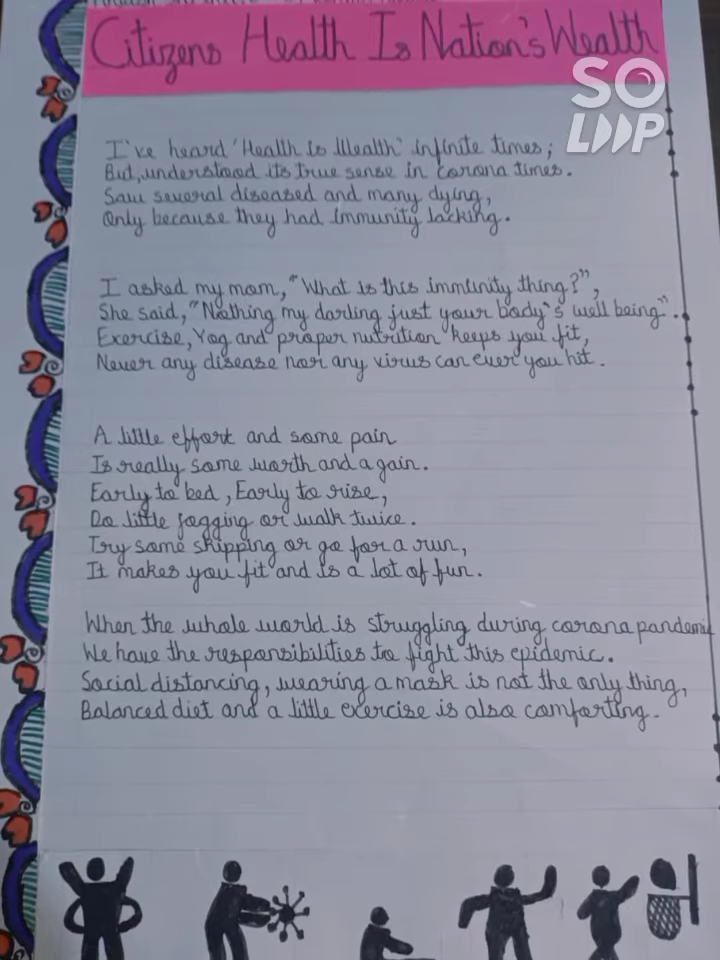 Citizens Health Is Nation's Wealth
SO
LOOP
I've heard 'Health is Wealth' infinite times;
But, understood its true sense in corona times.
Saw several diseased and many dying,
Only because they had immunity lacking.
I asked my mom, "What is this immunity thing?",
She said, "Nothing my darling just your body's well being".
Exercise, Yog and proper nutrition keeps you fit,
Never any disease nor any virus can ever you hit.
A little effort and some pain
Is really some worth and a gain.
Early to bed, Early to rise,
Do little jogging or walk twice.
Try some skipping or go for a run,
It makes you fit and is a lot of fun.
When the whole world is struggling during corona pandemic
We have the responsibilities to fight this epidemic.
Social distancing, wearing a mask is not the only thing,
Balanced diet and a little exercise is also comforting.